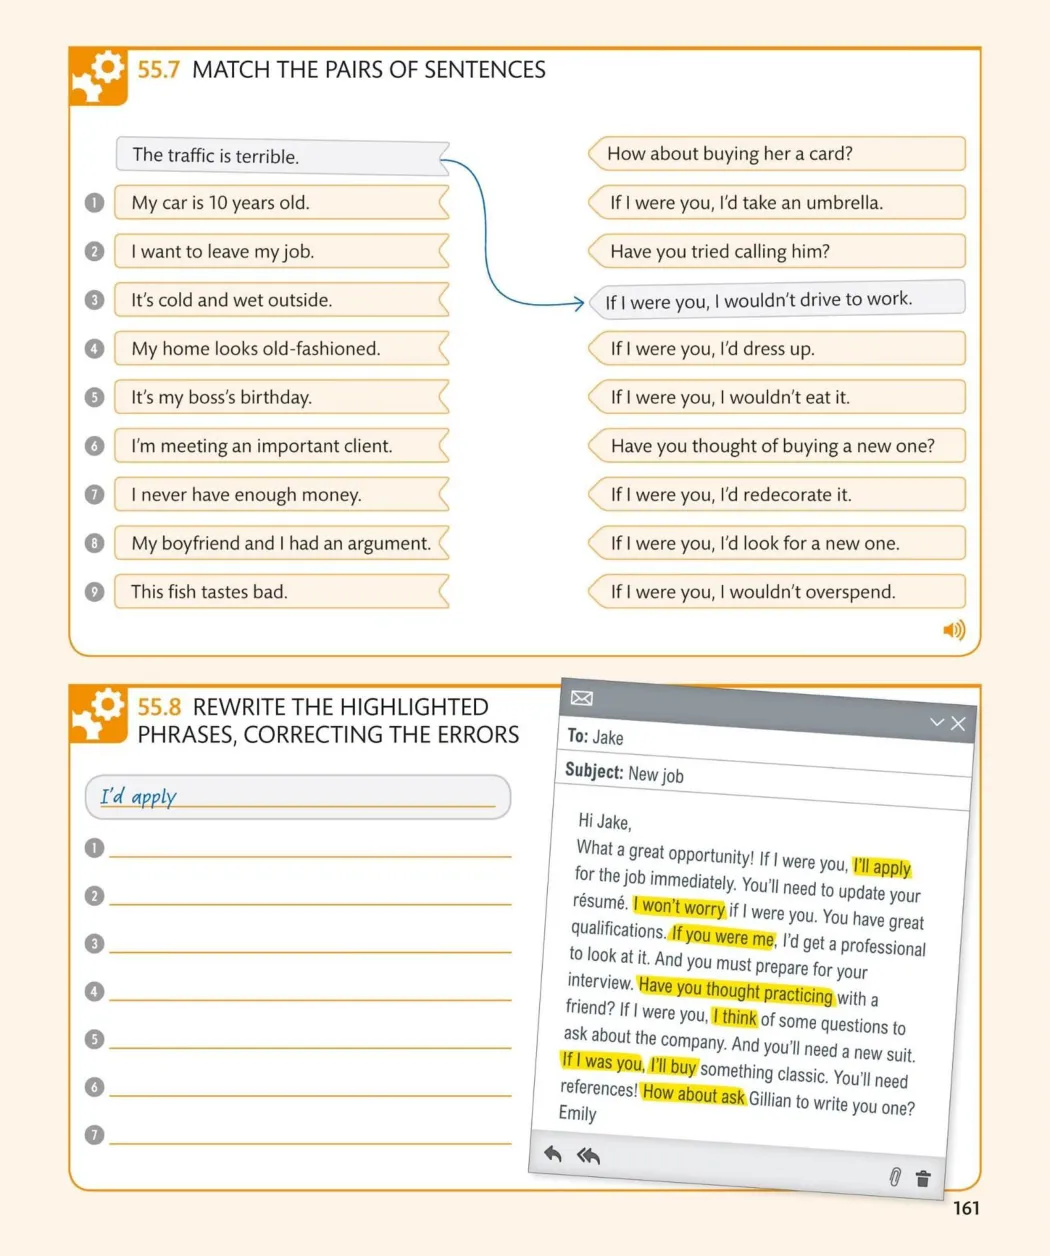 55.7 MATCH THE PAIRS OF SENTENCES
The traffic is terrible.
1 My car is 10 years old.
2 I want to leave my job.
3 It's cold and wet outside.
4 My home looks old-fashioned.
5 It's my boss's birthday.
6 I'm meeting an important client.
7 I never have enough money.
8 My boyfriend and I had an argument.
9 This fish tastes bad.
How about buying her a card?
If I were you, I'd take an umbrella.
Have you tried calling him?
If I were you, I wouldn't drive to work.
If I were you, I'd dress up.
If I were you, I wouldn't eat it.
Have you thought of buying a new one?
If I were you, I'd redecorate it.
If I were you, I'd look for a new one.
If I were you, I wouldn't overspend.
55.8 REWRITE THE HIGHLIGHTED
PHRASES, CORRECTING THE ERRORS
I'd apply
1
2
3
4
5
6
7
To: Jake
Subject: New job
Hi Jake,
What a great opportunity! If I were you, I'll apply
for the job immediately. You'll need to update your
résumé. I won't worry if I were you. You have great
qualifications. If you were me, I'd get a professional
to look at it. And you must prepare for your
interview. Have you thought practicing with a
friend? If I were you, I think of some questions to
ask about the company. And you'll need a new suit.
If I was you, I'll buy something classic. You'll need
references! How about ask Gillian to write you one?
Emily
161